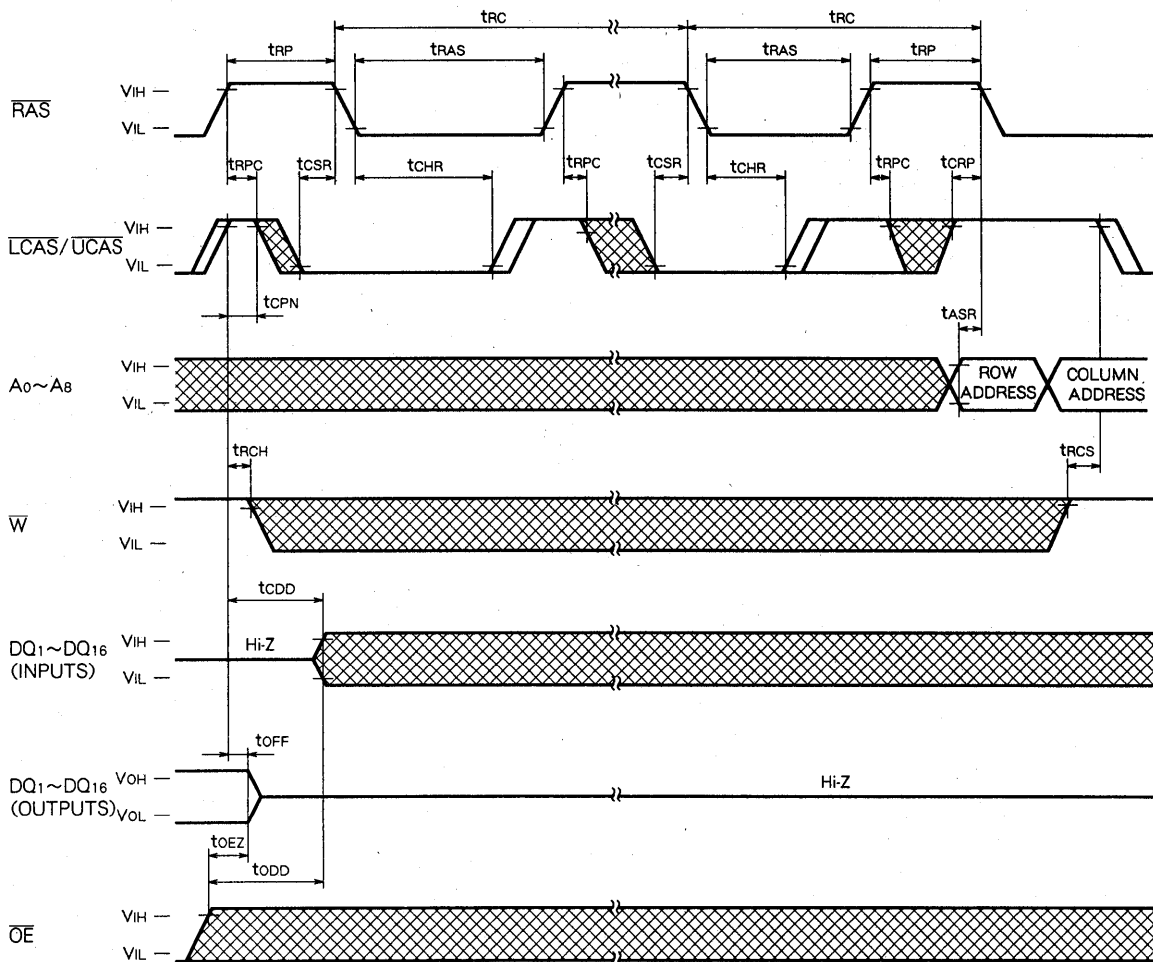 tRC tRC
tRP tRAS tRAS tRP
RAS VIH
VIL
tRPC tCSR tCHR tRPC tCSR tCHR tRPC tCRP
LCAS/UCAS VIH
VIL
tCPN
tASR
A0~A8 VIH
VIL
ROW ADDRESS
COLUMN ADDRESS
tRCH tRCS
W VIH
VIL
tCDD
DQ1~DQ16 (INPUTS) VIH
VIL
Hi-Z
tOFF
DQ1~DQ16 (OUTPUTS) VOH
VOL
Hi-Z
tOEZ
tODD
OE VIH
VIL